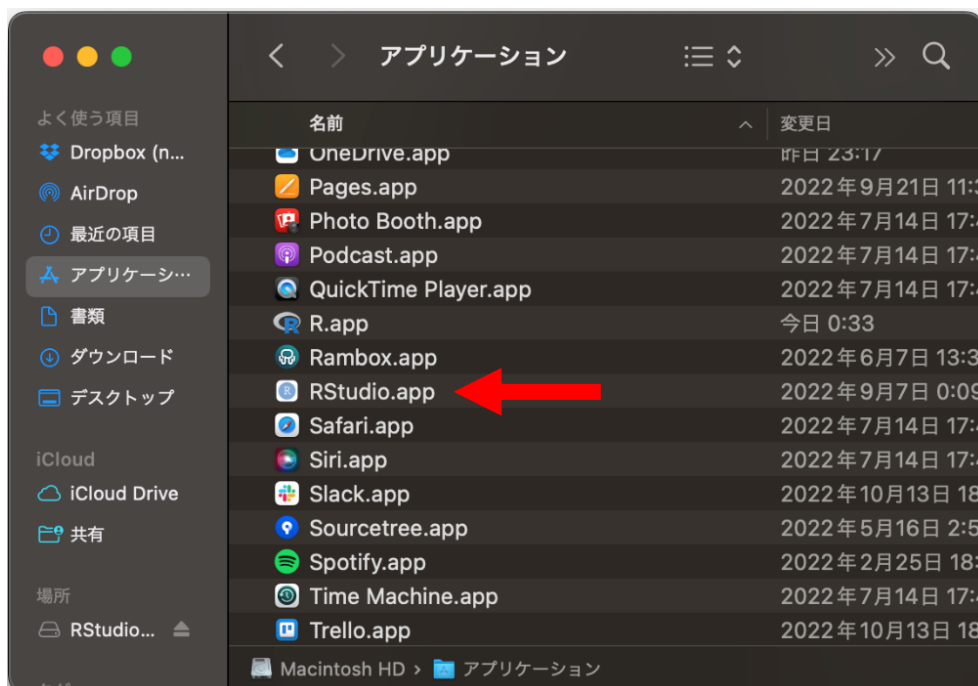 アプリケーション
よく使う項目
Dropbox (n...
AirDrop
最近の項目
アプリケーシ…
書類
ダウンロード
デスクトップ
iCloud
iCloud Drive
共有
場所
RStudio...
名前 変更日
OneDrive.app 昨日 23:17
Pages.app 2022年9月21日 11:3
Photo Booth.app 2022年7月14日 17:4
Podcast.app 2022年7月14日 17:4
QuickTime Player.app 2022年7月14日 17:4
R.app 今日 0:33
Rambox.app 2022年6月7日 13:3
RStudio.app 2022年9月7日 0:09
Safari.app 2022年7月14日 17:4
Siri.app 2022年7月14日 17:4
Slack.app 2022年10月13日 18
Sourcetree.app 2022年5月16日 2:5
Spotify.app 2022年2月25日 18:
Time Machine.app 2022年7月14日 17:4
Trello.app 2022年10月13日 18
Macintosh HD › アプリケーション